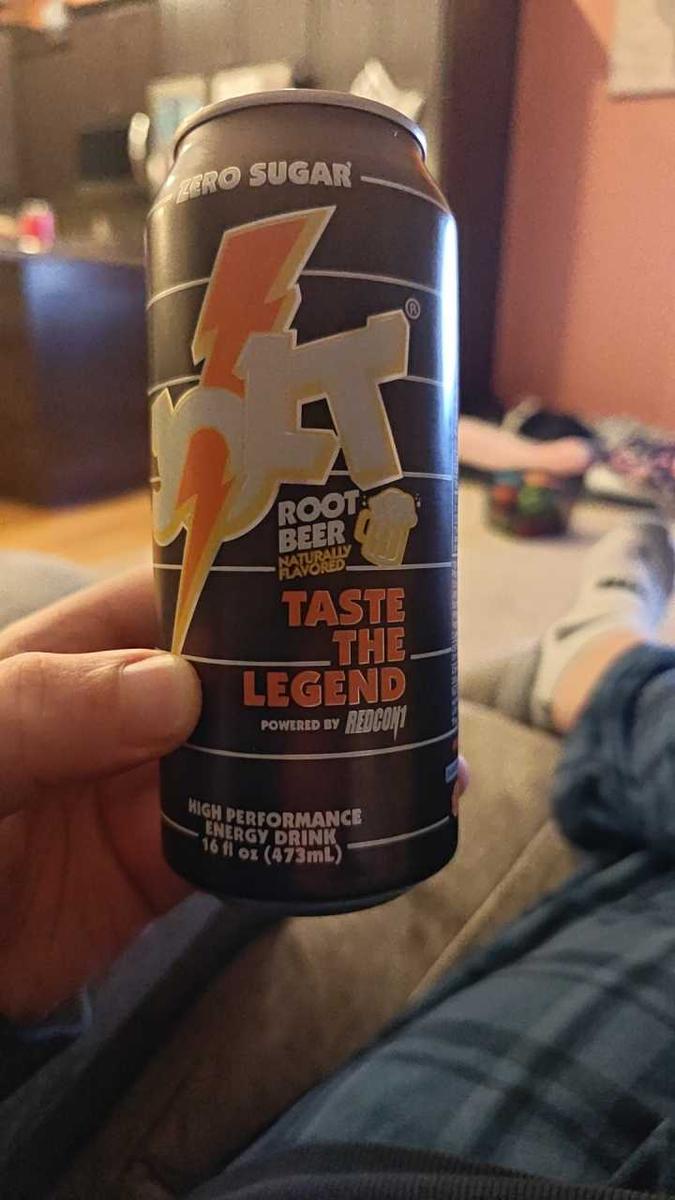 ZERO SUGAR
JOLT®
ROOT
BEER
NATURALLY
FLAVORED
TASTE
THE
LEGEND
POWERED BY REDCON1
HIGH PERFORMANCE
ENERGY DRINK
16 fl oz (473mL)